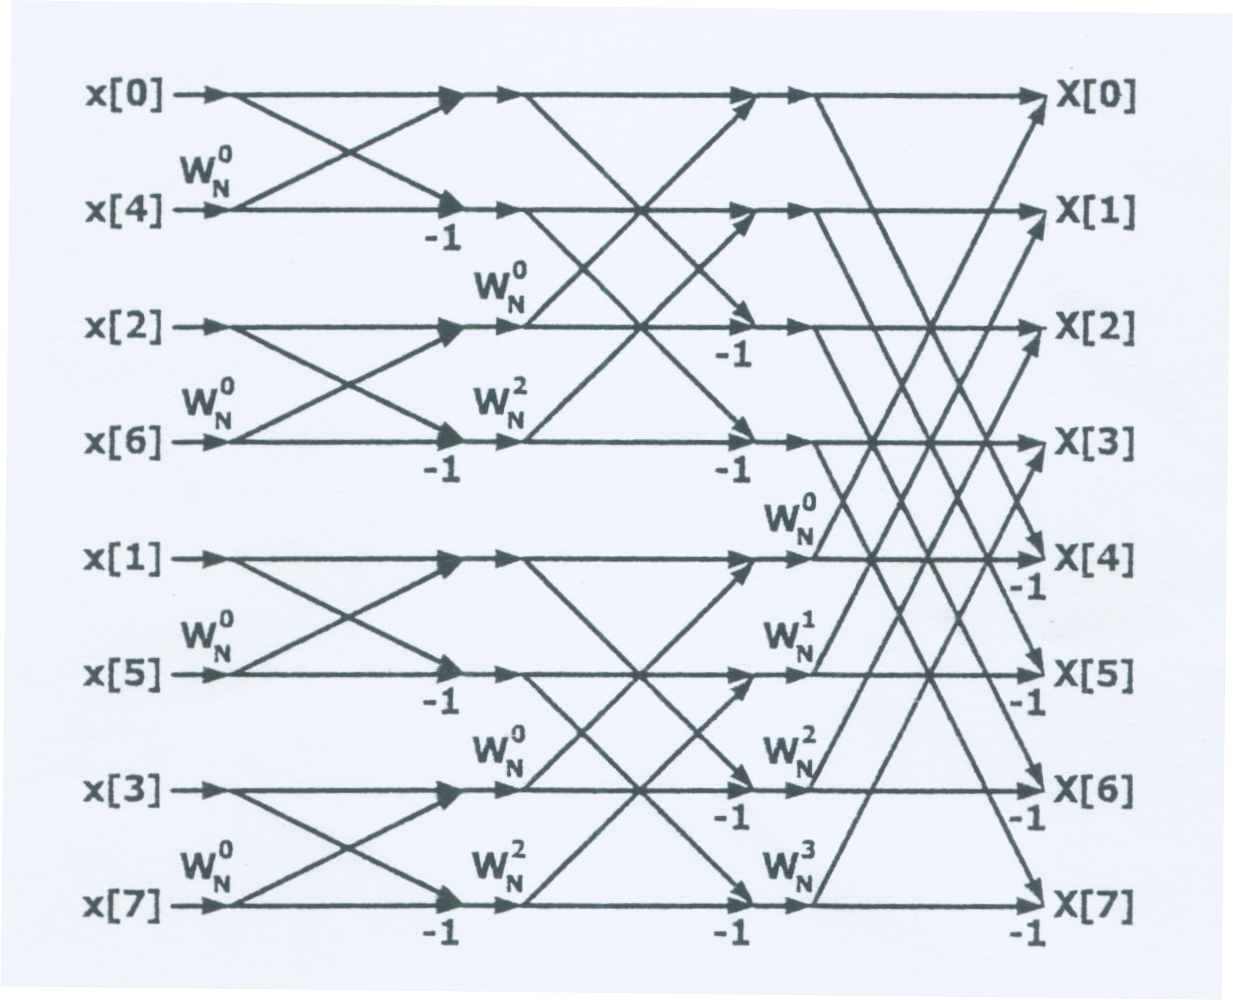 x[0] X[0]
W_N^0
x[4] -1 X[1]
W_N^0
x[2] -1 X[2]
W_N^0 W_N^2
x[6] -1 -1 X[3]
W_N^0
x[1] X[4]
-1
W_N^0 W_N^1
x[5] -1 X[5]
-1
W_N^0 W_N^2
x[3] -1 X[6]
-1
W_N^0 W_N^2 W_N^3
x[7] X[7]
-1 -1 -1